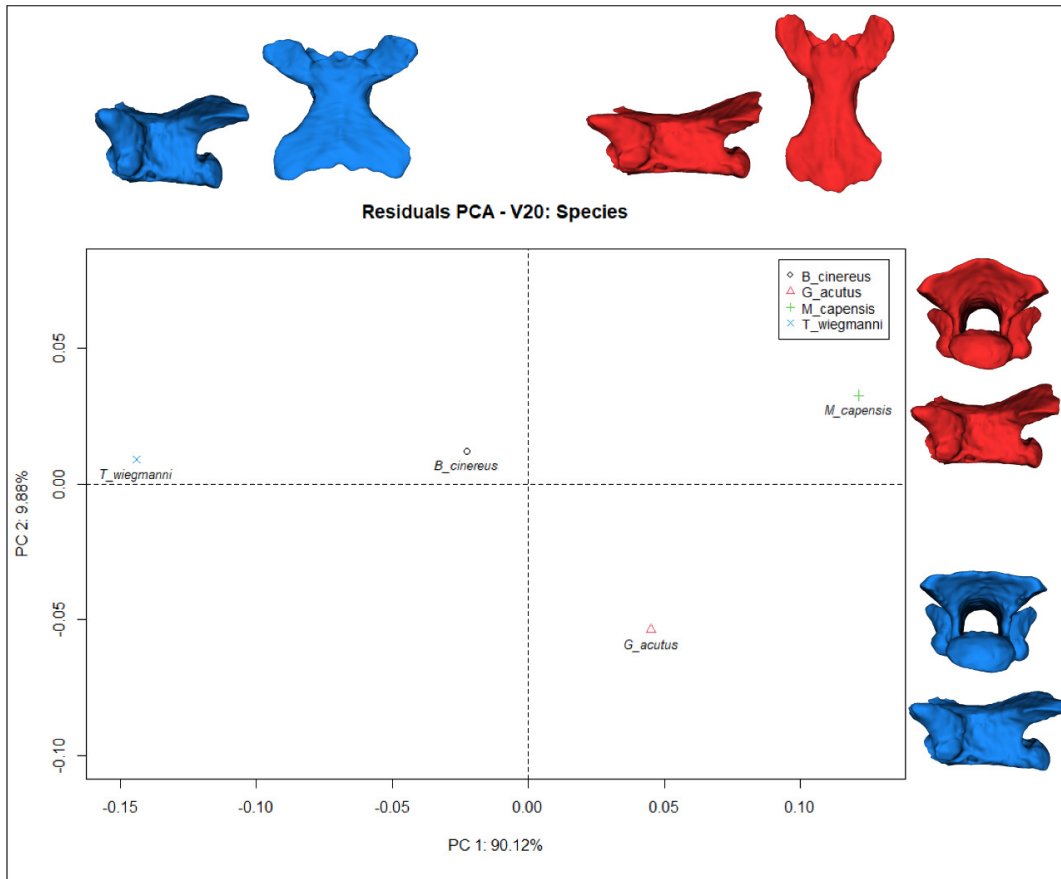 Residuals PCA - V20: Species
B_cinereus
G_acutus
M_capensis
T_wiegmanni
0.05
0.00
-0.05
-0.10
PC 2: 9.88%
M_capensis
B_cinereus
T_wiegmanni
G_acutus
-0.15 -0.10 -0.05 0.00 0.05 0.10
PC 1: 90.12%